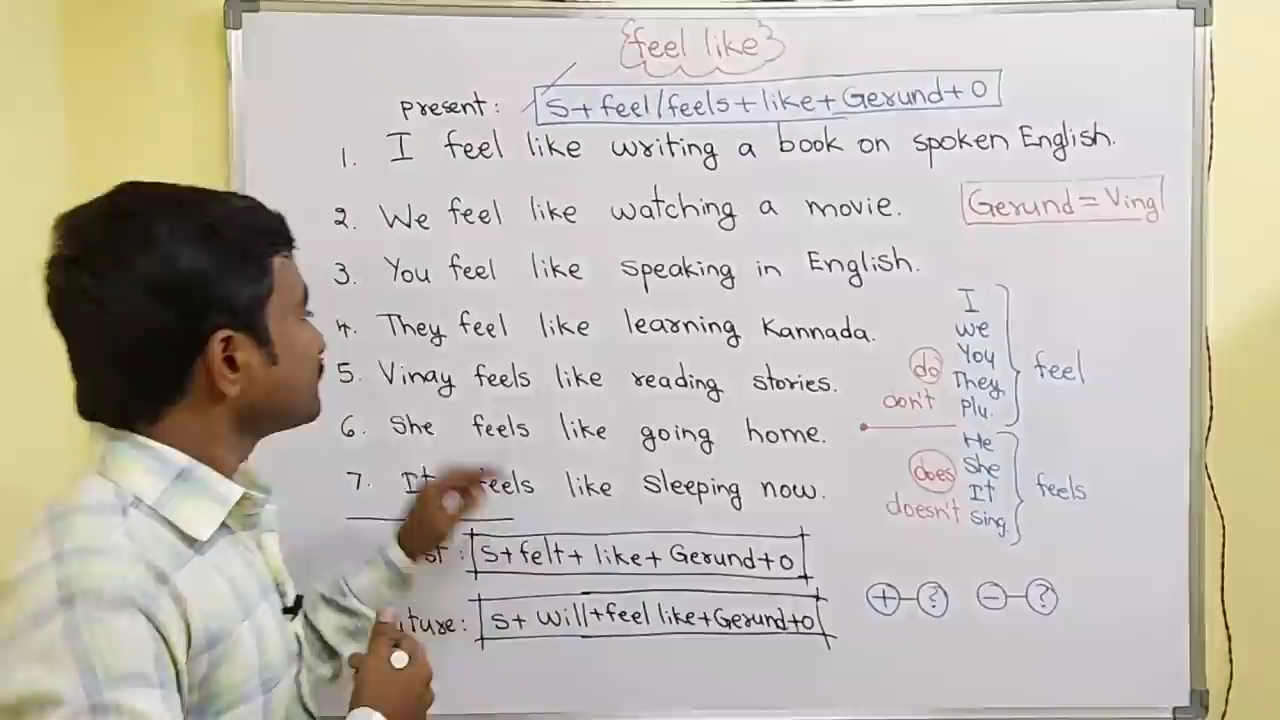 {feel like}
present: S+feel/feels+like+Gerund+O
1. I feel like writing a book on spoken English.
2. We feel like watching a movie.
Gerund=Ving
3. You feel like speaking in English.
4. They feel like learning Kannada.
5. Vinay feels like reading stories.
6. She feels like going home.
7. It feels like sleeping now.
I
we
You
They
Plu.
feel
do
don't
He
She
It
Sing.
feels
does
doesn't
: S+felt+ like+ Gerund+O
: S+ will+feel like+Gerund+O
+ - ? − - ?